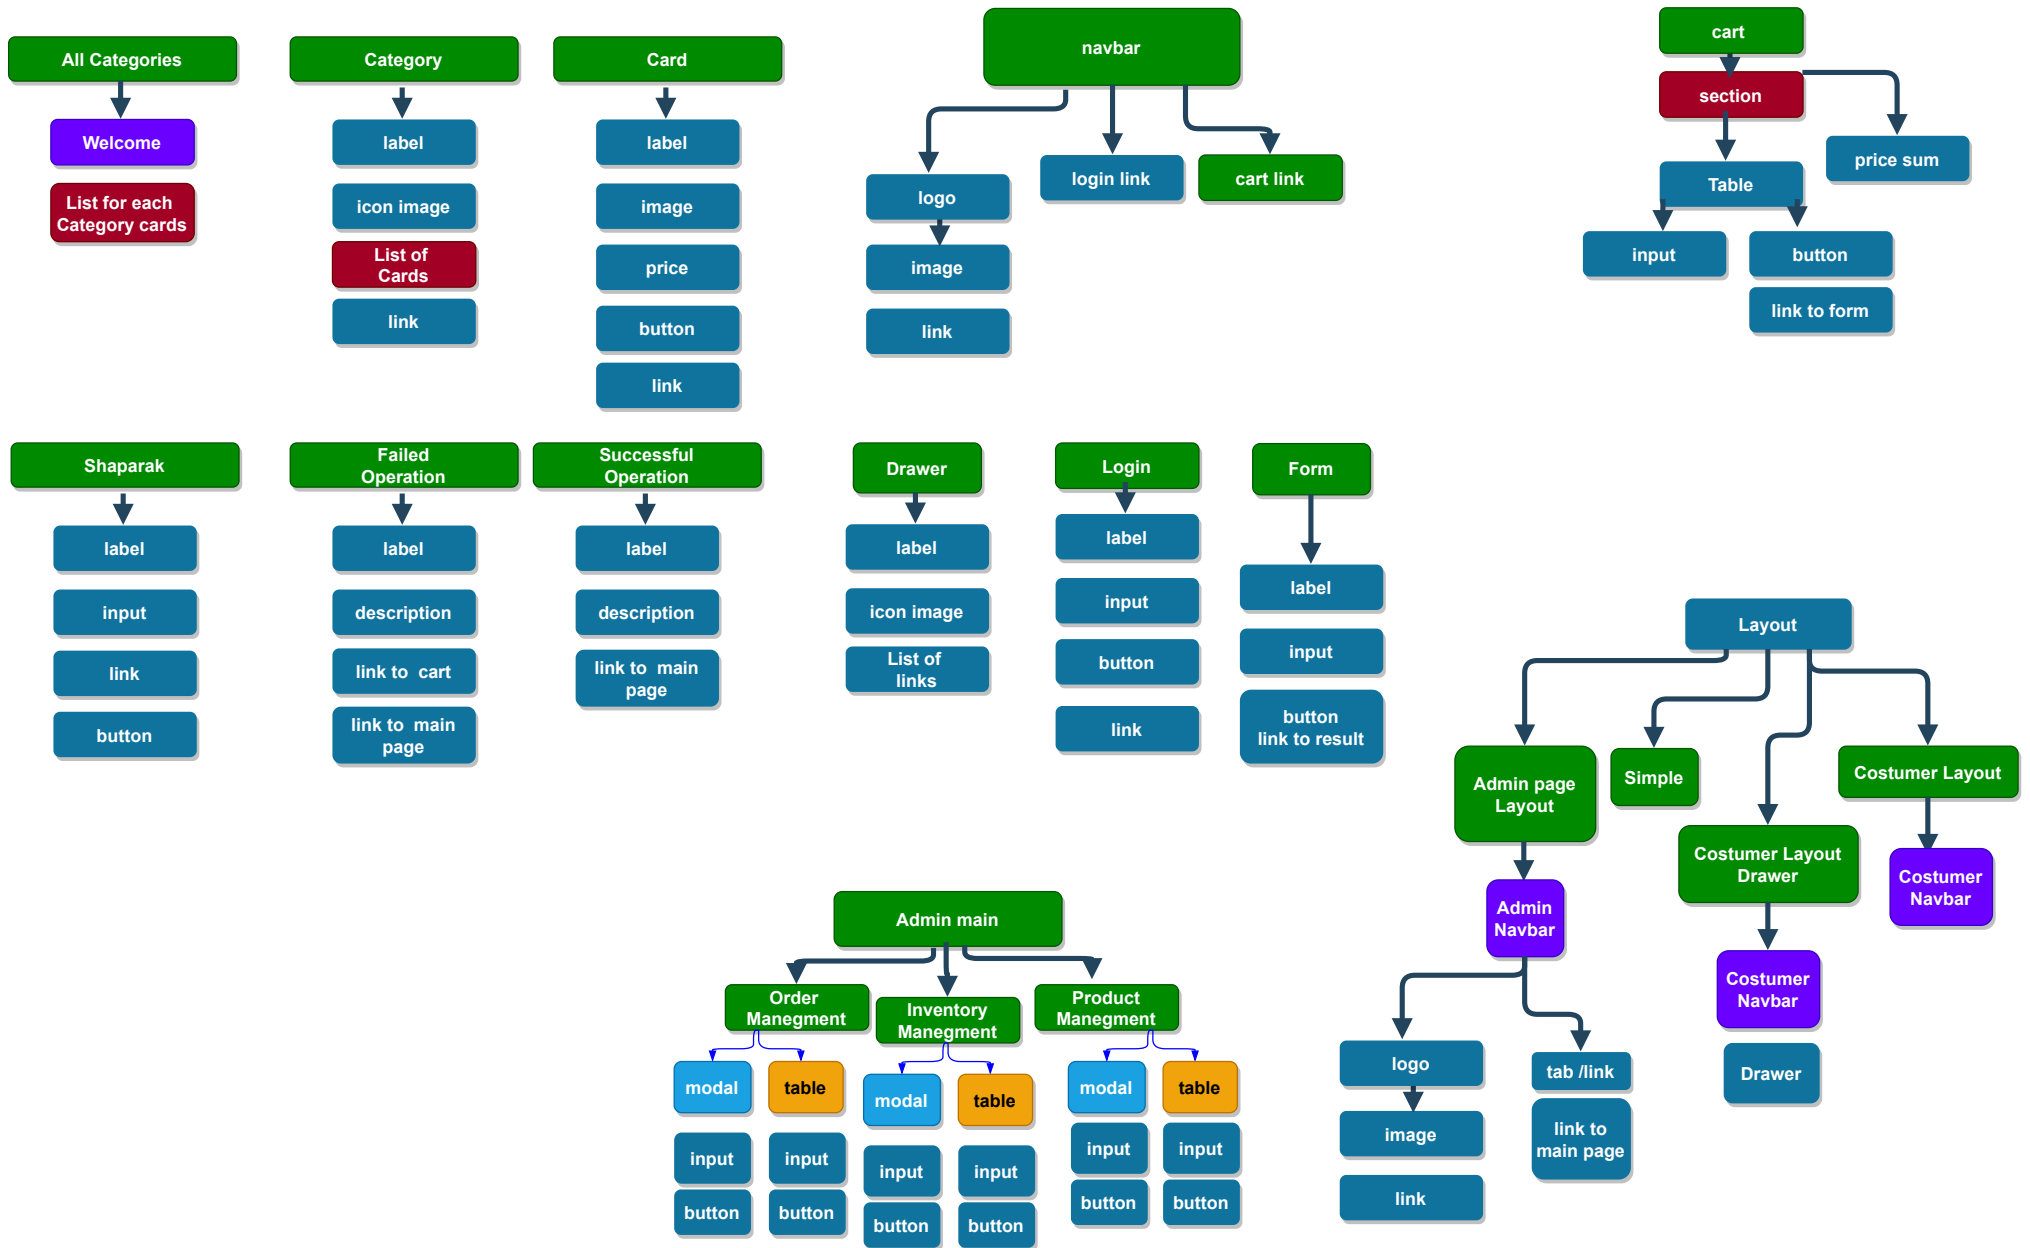 All Categories
Welcome
List for each
Category cards
Category
label
icon image
List of
Cards
link
Card
label
image
price
button
link
navbar
logo
image
link
login link
cart link
cart
section
price sum
Table
input
button
link to form
Shaparak
label
input
link
button
Failed
Operation
label
description
link to cart
link to main
page
Successful
Operation
label
description
link to main
page
Drawer
label
icon image
List of
links
Login
label
input
button
link
Form
label
input
button
link to result
Layout
Admin page
Layout
Simple
Costumer Layout
Drawer
Costumer Layout
Costumer
Navbar
Admin
Navbar
Costumer
Navbar
Drawer
logo
image
link
tab /link
link to
main page
Admin main
Order
Manegment
Inventory
Manegment
Product
Manegment
modal
table
input
input
button
button
modal
table
input
input
button
button
modal
table
input
input
button
button